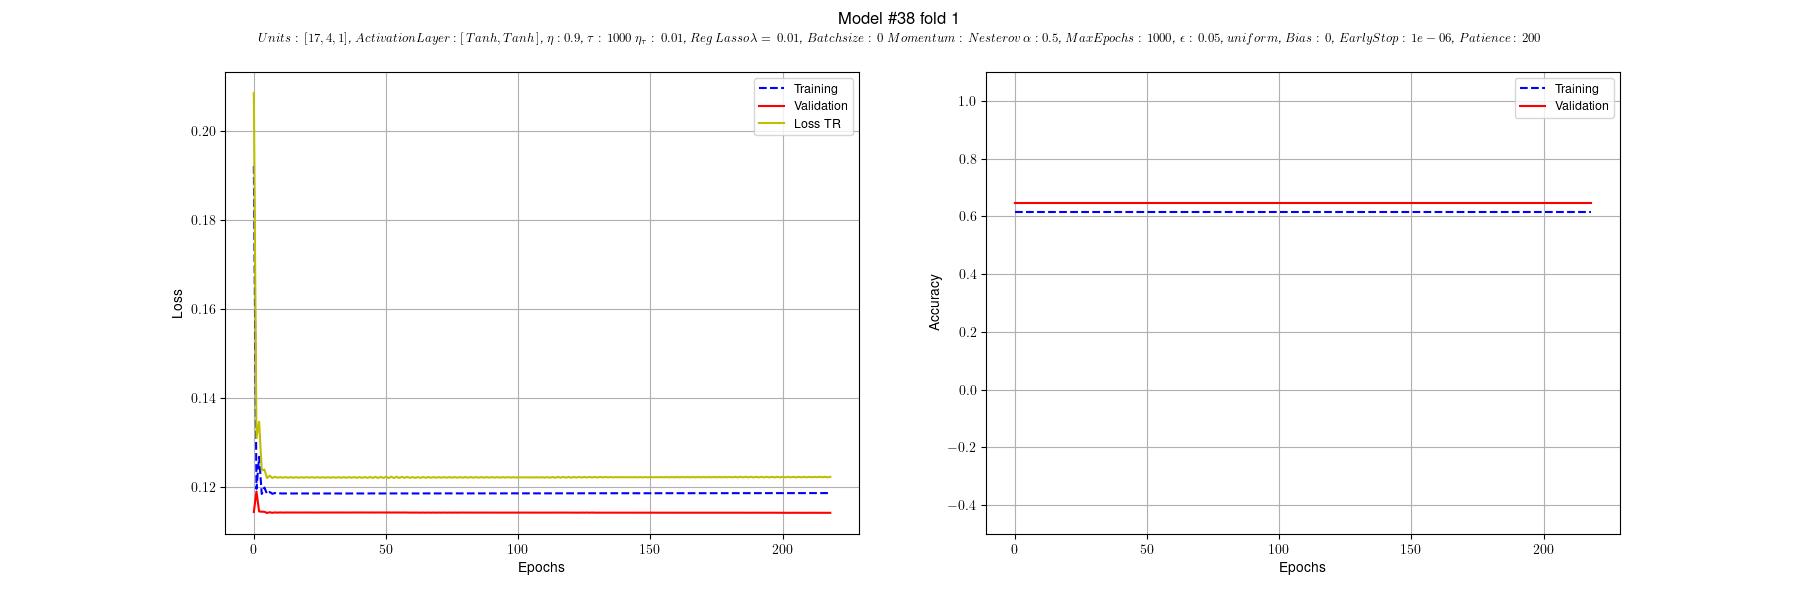 Model #38 fold 1
Units : [17, 4, 1], ActivationLayer : [Tanh, Tanh], η : 0.9, τ : 1000 ητ : 0.01, Reg Lassoλ = 0.01, Batchsize : 0 Momentum : Nesterov α : 0.5, MaxEpochs : 1000, ϵ : 0.05, uniform, Bias : 0, EarlyStop : 1e − 06, Patience : 200
Training
Validation
Loss TR
0.20
0.18
0.16
0.14
0.12
Loss
0
50
100
150
200
Epochs
Training
Validation
1.0
0.8
0.6
0.4
0.2
0.0
−0.2
−0.4
Accuracy
0
50
100
150
200
Epochs